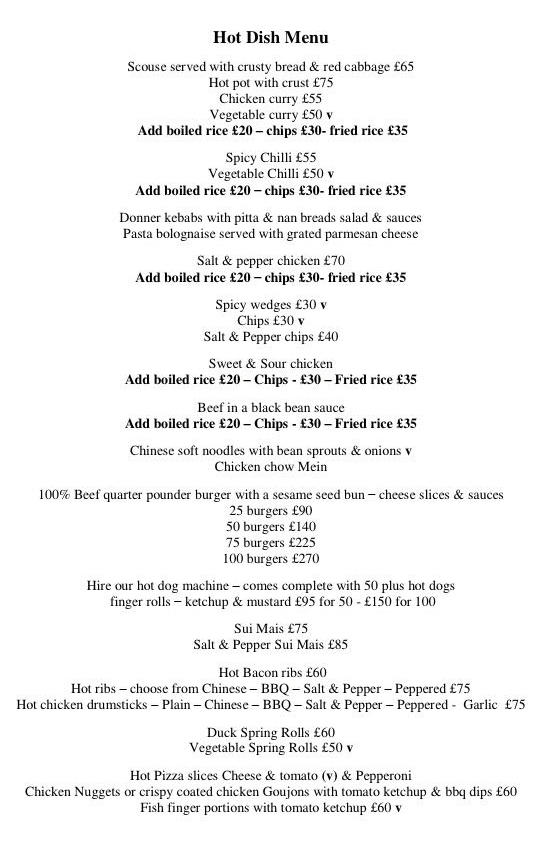 Hot Dish Menu
Scouse served with crusty bread & red cabbage £65
Hot pot with crust £75
Chicken curry £55
Vegetable curry £50 v
Add boiled rice £20 – chips £30- fried rice £35
Spicy Chilli £55
Vegetable Chilli £50 v
Add boiled rice £20 – chips £30- fried rice £35
Donner kebabs with pitta & nan breads salad & sauces
Pasta bolognaise served with grated parmesan cheese
Salt & pepper chicken £70
Add boiled rice £20 – chips £30- fried rice £35
Spicy wedges £30 v
Chips £30 v
Salt & Pepper chips £40
Sweet & Sour chicken
Add boiled rice £20 – Chips - £30 – Fried rice £35
Beef in a black bean sauce
Add boiled rice £20 – Chips - £30 – Fried rice £35
Chinese soft noodles with bean sprouts & onions v
Chicken chow Mein
100% Beef quarter pounder burger with a sesame seed bun – cheese slices & sauces
25 burgers £90
50 burgers £140
75 burgers £225
100 burgers £270
Hire our hot dog machine – comes complete with 50 plus hot dogs
finger rolls – ketchup & mustard £95 for 50 - £150 for 100
Sui Mais £75
Salt & Pepper Sui Mais £85
Hot Bacon ribs £60
Hot ribs – choose from Chinese – BBQ – Salt & Pepper – Peppered £75
Hot chicken drumsticks – Plain – Chinese – BBQ – Salt & Pepper – Peppered - Garlic £75
Duck Spring Rolls £60
Vegetable Spring Rolls £50 v
Hot Pizza slices Cheese & tomato (v) & Pepperoni
Chicken Nuggets or crispy coated chicken Goujons with tomato ketchup & bbq dips £60
Fish finger portions with tomato ketchup £60 v